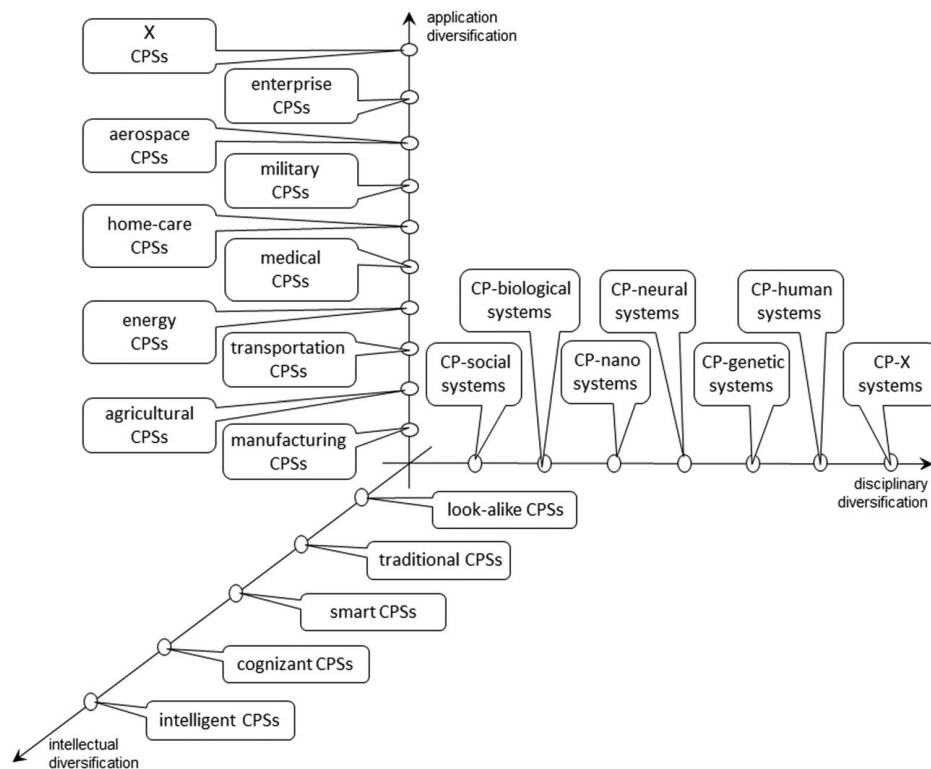 application
diversification
X
CPSs
enterprise
CPSs
aerospace
CPSs
military
CPSs
home-care
CPSs
medical
CPSs
energy
CPSs
transportation
CPSs
agricultural
CPSs
manufacturing
CPSs
CP-biological
systems
CP-neural
systems
CP-human
systems
CP-social
systems
CP-nano
systems
CP-genetic
systems
CP-X
systems
disciplinary
diversification
look-alike CPSs
traditional CPSs
smart CPSs
cognizant CPSs
intelligent CPSs
intellectual
diversification